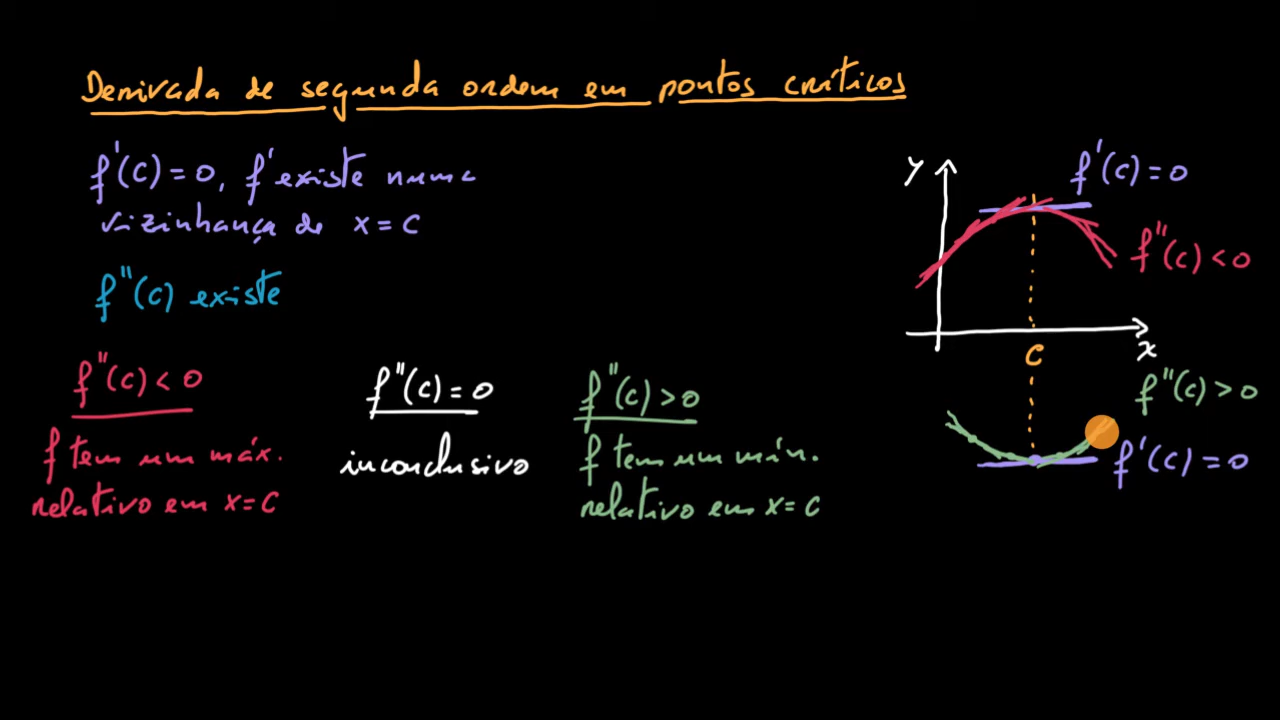 Derivada de segunda ordem em pontos críticos
f'(c) = 0, f' existe numa
vizinhança de x = c
f''(c) existe
f''(c) < 0
f tem um máx.
relativo em x = c
f''(c) = 0
inconclusivo
f''(c) > 0
f tem um mín.
relativo em x = c
y
f'(c) = 0
f''(c) < 0
c
x
f''(c) > 0
f'(c) = 0